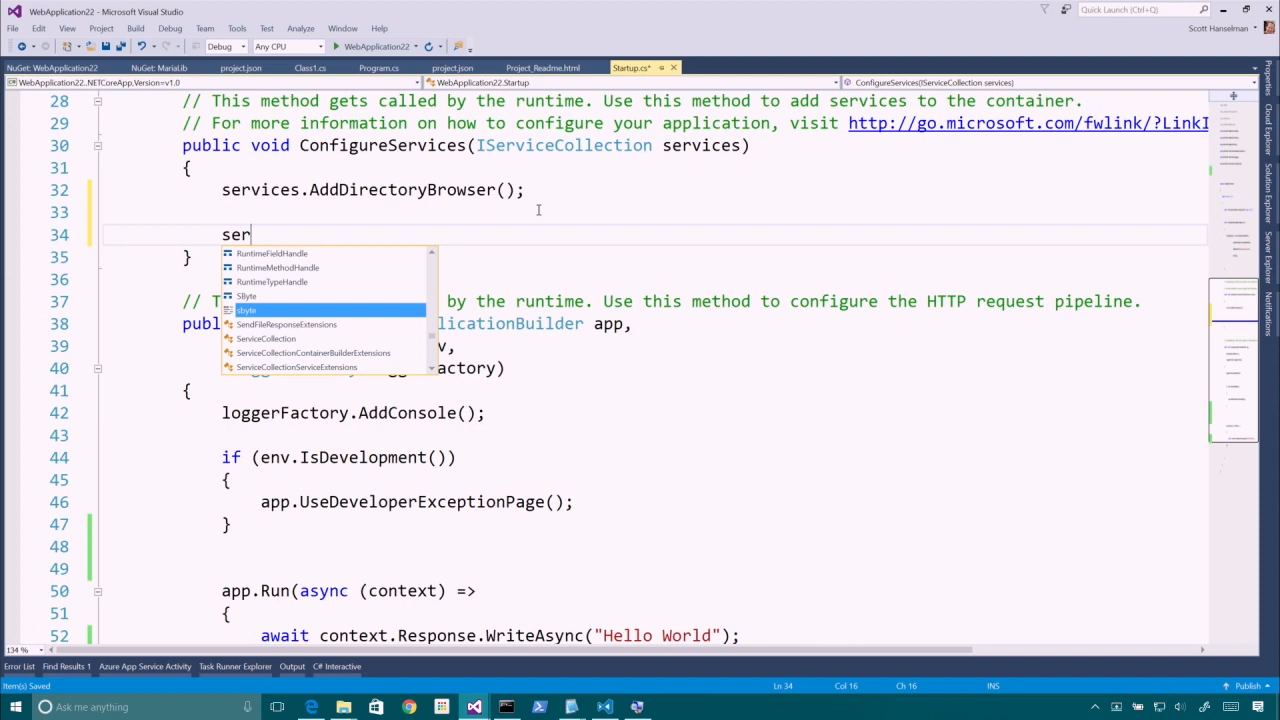 WebApplication22 - Microsoft Visual Studio
Quick Launch (Ctrl+Q)
File Edit View Project Build Debug Team Tools Test Analyze Window Help
Scott Hanselman
Debug Any CPU WebApplication22
NuGet: WebApplication22 NuGet: MariaLib project.json Class1.cs Program.cs project.json Project_Readme.html Startup.cs*
WebApplication22..NETCoreApp,Version=v1.0 WebApplication22.Startup ConfigureServices(IServiceCollection services)
28 // This method gets called by the runtime. Use this method to add services to the container.
29 // For more information on how to configure your application, visit http://go.microsoft.com/fwlink/?LinkI
30 public void ConfigureServices(IServiceCollection services)
31 {
32 services.AddDirectoryBrowser();
33
34 ser
RuntimeFieldHandle
35 }
RuntimeMethodHandle
36
RuntimeTypeHandle
SByte
37 // T by the runtime. Use this method to configure the HTTP request pipeline.
sbyte
38 publ licationBuilder app,
SendFileResponseExtensions
ServiceCollection
39 v,
ServiceCollectionContainerBuilderExtensions
40 actory)
ServiceCollectionServiceExtensions
41 {
42 loggerFactory.AddConsole();
43
44 if (env.IsDevelopment())
45 {
46 app.UseDeveloperExceptionPage();
47 }
48
49
50 app.Run(async (context) =>
51 {
52 await context.Response.WriteAsync("Hello World");
134 %
Properties
Cloud Explorer
Solution Explorer
Server Explorer
Notifications
Error List Find Results 1 Azure App Service Activity Task Runner Explorer Output C# Interactive
Item(s) Saved Ln 34 Col 16 Ch 16 INS Publish
Ask me anything